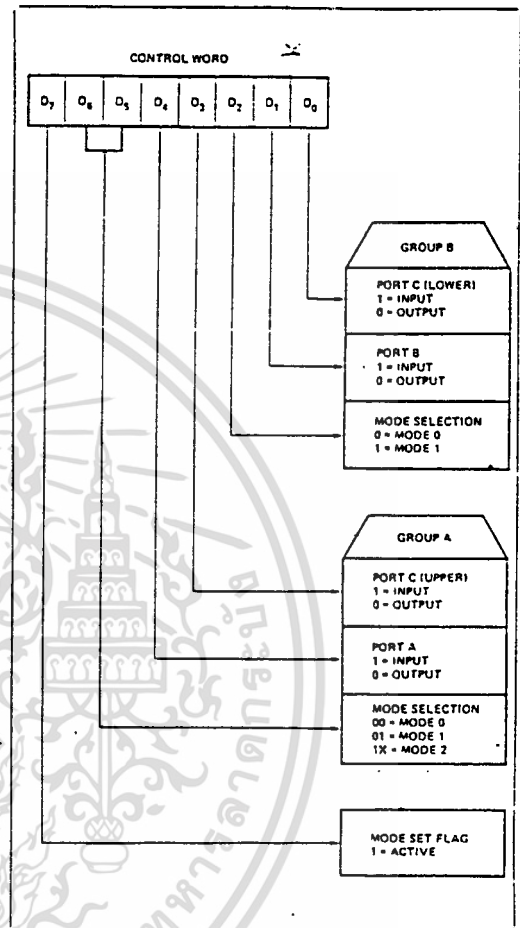 CONTROL WORD
D7 D6 D5 D4 D3 D2 D1 D0
GROUP B
PORT C (LOWER)
1 = INPUT
0 = OUTPUT
PORT B
1 = INPUT
0 = OUTPUT
MODE SELECTION
0 = MODE 0
1 = MODE 1
GROUP A
PORT C (UPPER)
1 = INPUT
0 = OUTPUT
PORT A
1 = INPUT
0 = OUTPUT
MODE SELECTION
00 = MODE 0
01 = MODE 1
1X = MODE 2
MODE SET FLAG
1 = ACTIVE